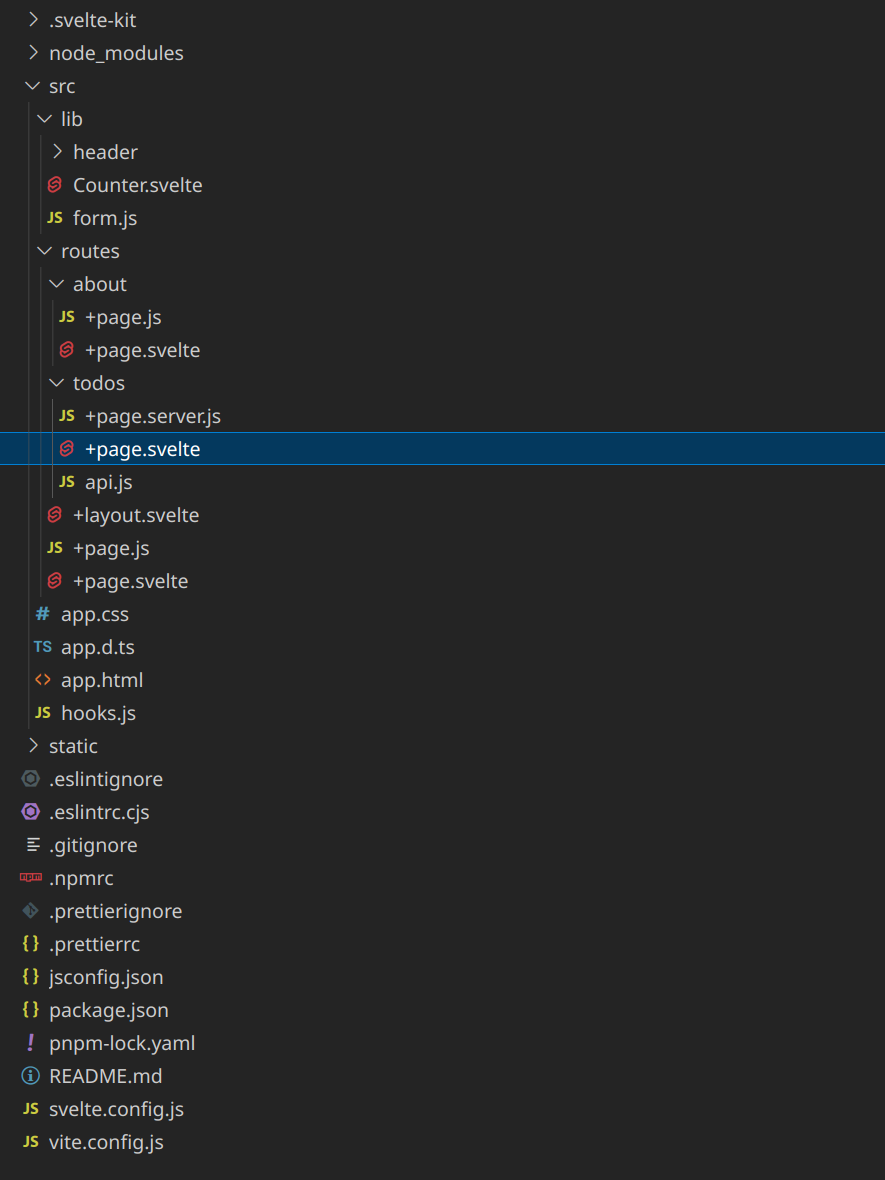 .svelte-kit
node_modules
src
lib
header
Counter.svelte
JS form.js
routes
about
JS +page.js
+page.svelte
todos
JS +page.server.js
+page.svelte
JS api.js
+layout.svelte
JS +page.js
+page.svelte
# app.css
TS app.d.ts
<> app.html
JS hooks.js
static
.eslintignore
.eslintrc.cjs
.gitignore
npm .npmrc
.prettierignore
{} .prettierrc
{} jsconfig.json
{} package.json
! pnpm-lock.yaml
README.md
JS svelte.config.js
JS vite.config.js